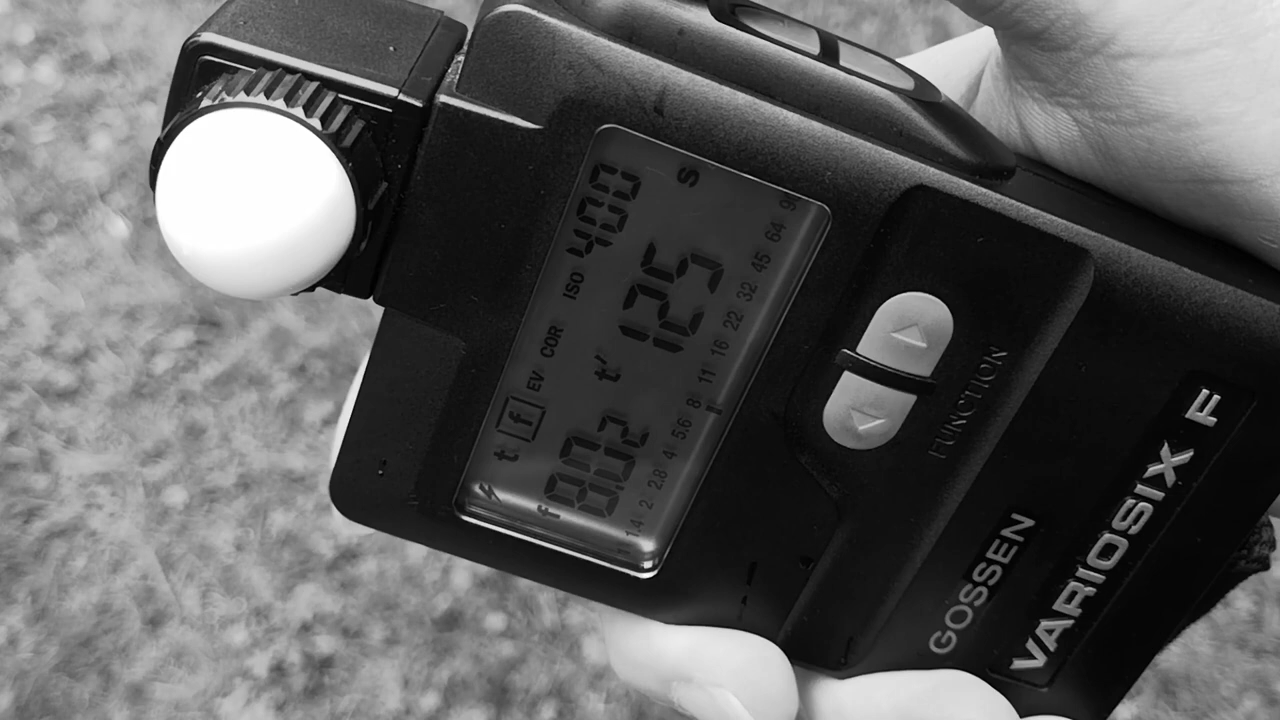 ISO 400 S
t f EV COR
f 8.0 2 t' 125
1 1.4 2 2.8 4 5.6 8 11 16 22 32 45 64 90
FUNCTION
GOSSEN
VARIOSIX F